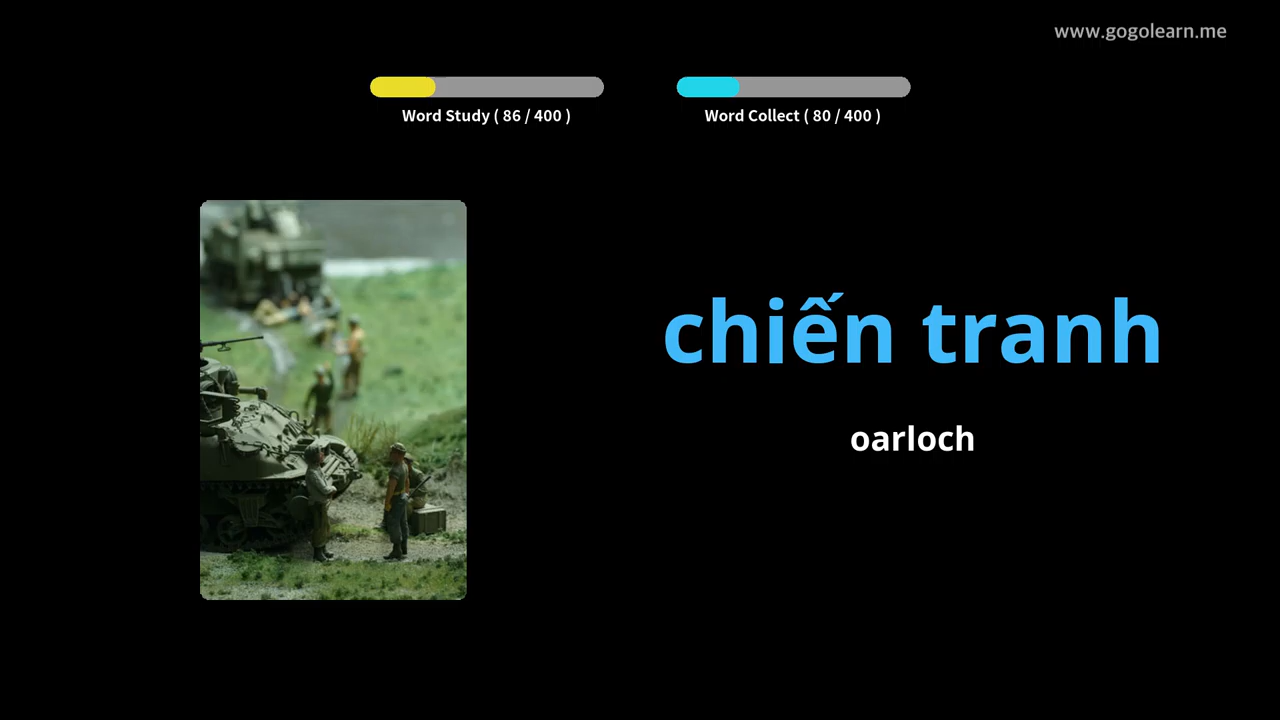 www.gogolearn.me
Word Study ( 86 / 400 )
Word Collect ( 80 / 400 )
chiến tranh
oarloch